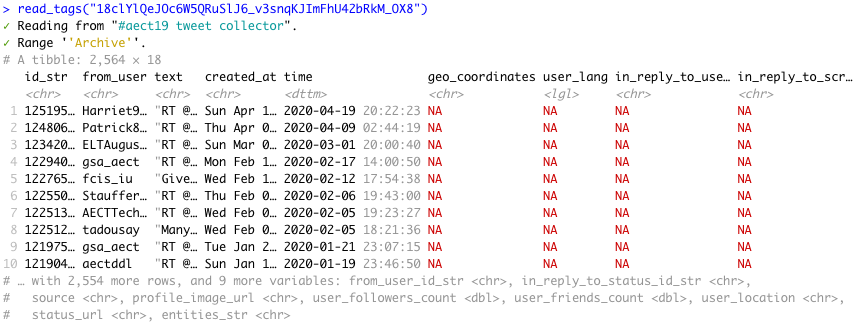 > read_tags("18clYlQeJOc6W5QRuSlJ6_v3snqKJImFhU42bRkM_OX8")
✓ Reading from "#aect19 tweet collector".
✓ Range ''Archive''.
# A tibble: 2,564 × 18
id_str from_user text created_at time geo_coordinates user_lang in_reply_to_use… in_reply_to_scr…
<chr> <chr> <chr> <chr> <dttm> <chr> <lgl> <chr> <chr>
1 125195… Harriet9… "RT @… Sun Apr 1… 2020-04-19 20:22:23 NA NA NA NA
2 124806… Patrick8… "RT @… Thu Apr 0… 2020-04-09 02:44:19 NA NA NA NA
3 123420… ELTAugus… "RT @… Sun Mar 0… 2020-03-01 20:00:40 NA NA NA NA
4 122940… gsa_aect "RT @… Mon Feb 1… 2020-02-17 14:00:50 NA NA NA NA
5 122765… fcis_iu "Give… Wed Feb 1… 2020-02-12 17:54:38 NA NA NA NA
6 122550… Stauffer… "RT @… Thu Feb 0… 2020-02-06 19:43:00 NA NA NA NA
7 122513… AECTTech… "RT @… Wed Feb 0… 2020-02-05 19:23:27 NA NA NA NA
8 122512… tadousay "Many… Wed Feb 0… 2020-02-05 18:21:36 NA NA NA NA
9 121975… gsa_aect "RT @… Tue Jan 2… 2020-01-21 23:07:15 NA NA NA NA
10 121904… aectddl "RT @… Sun Jan 1… 2020-01-19 23:46:50 NA NA NA NA
# … with 2,554 more rows, and 9 more variables: from_user_id_str <chr>, in_reply_to_status_id_str <chr>,
# source <chr>, profile_image_url <chr>, user_followers_count <dbl>, user_friends_count <dbl>, user_location <chr>,
# status_url <chr>, entities_str <chr>